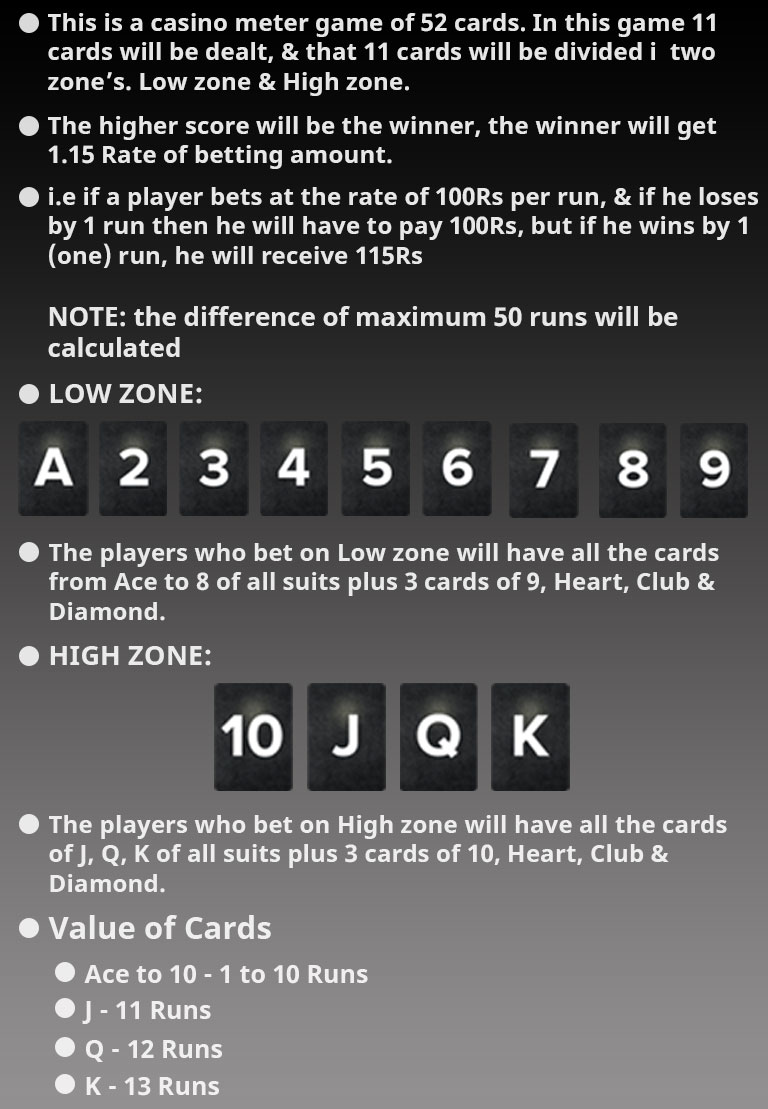 This is a casino meter game of 52 cards. In this game 11
cards will be dealt, & that 11 cards will be divided i two
zone’s. Low zone & High zone.
The higher score will be the winner, the winner will get
1.15 Rate of betting amount.
i.e if a player bets at the rate of 100Rs per run, & if he loses
by 1 run then he will have to pay 100Rs, but if he wins by 1
(one) run, he will receive 115Rs
NOTE: the difference of maximum 50 runs will be
calculated
LOW ZONE:
A 2 3 4 5 6 7 8 9
The players who bet on Low zone will have all the cards
from Ace to 8 of all suits plus 3 cards of 9, Heart, Club &
Diamond.
HIGH ZONE:
10 J Q K
The players who bet on High zone will have all the cards
of J, Q, K of all suits plus 3 cards of 10, Heart, Club &
Diamond.
Value of Cards
Ace to 10 - 1 to 10 Runs
J - 11 Runs
Q - 12 Runs
K - 13 Runs